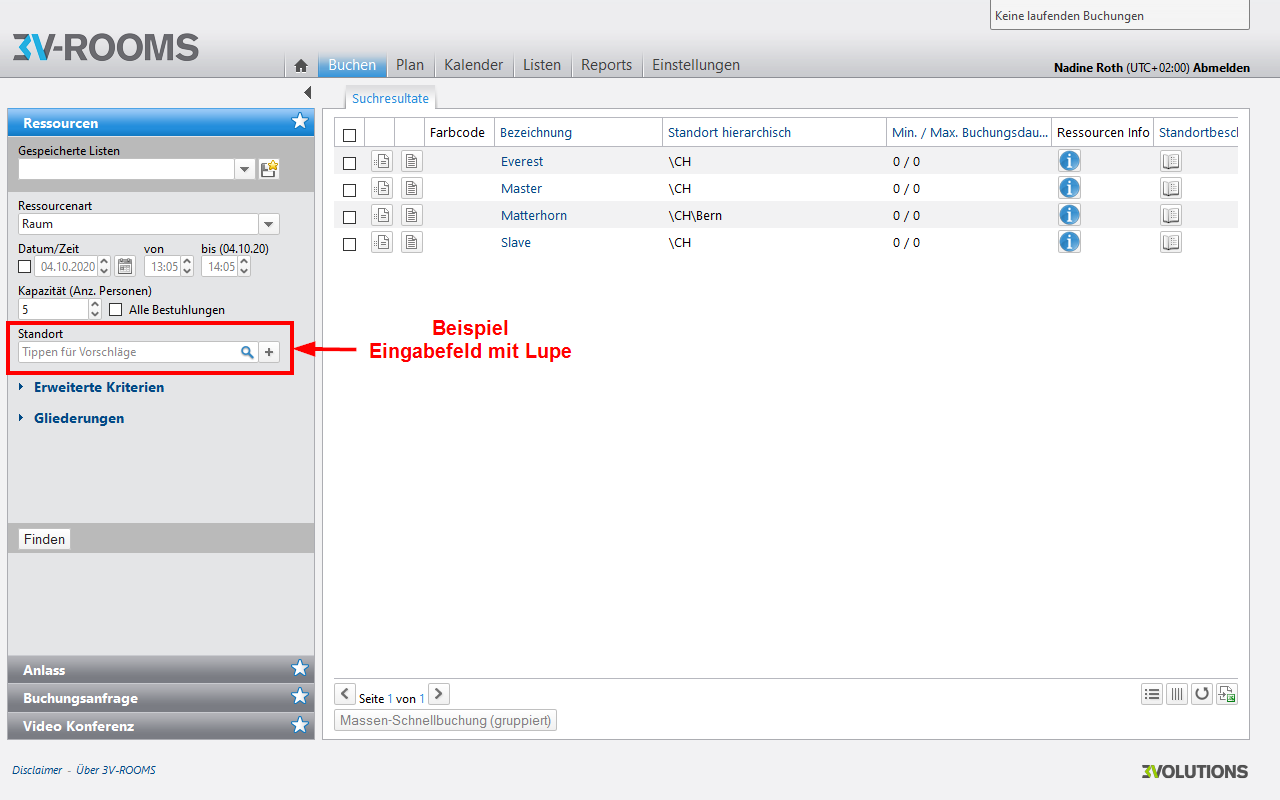 Keine laufenden Buchungen
3V-ROOMS
Buchen Plan Kalender Listen Reports Einstellungen
Nadine Roth (UTC+02:00) Abmelden
Suchresultate
Ressourcen
Gespeicherte Listen
Ressourcenart
Raum
Datum/Zeit von bis (04.10.20)
04.10.2020 13:05 14:05
Kapazität (Anz. Personen)
5 Alle Bestuhlungen
Standort
Tippen für Vorschläge
Erweiterte Kriterien
Gliederungen
Finden
Anlass
Buchungsanfrage
Video Konferenz
Farbcode Bezeichnung Standort hierarchisch Min. / Max. Buchungsdau... Ressourcen Info Standortbesch
Everest \CH 0 / 0
Master \CH 0 / 0
Matterhorn \CH\Bern 0 / 0
Slave \CH 0 / 0
Beispiel
Eingabefeld mit Lupe
Seite 1 von 1
Massen-Schnellbuchung (gruppiert)
Disclaimer - Über 3V-ROOMS
3VOLUTIONS